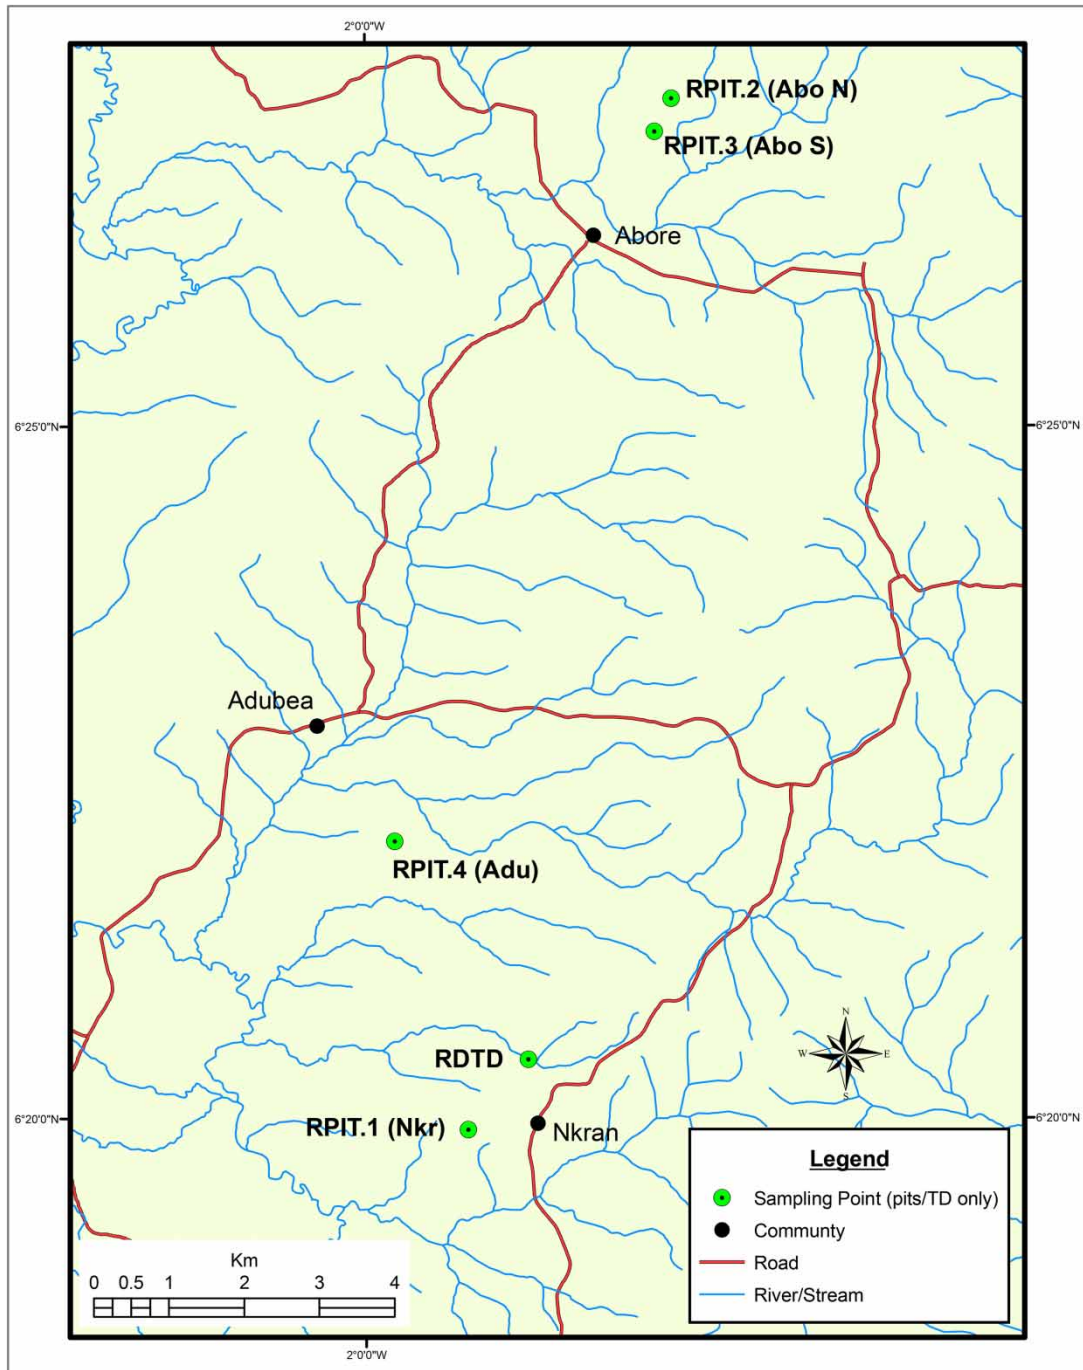 2°0'0"W
RPIT.2 (Abo N)
RPIT.3 (Abo S)
Abore
6°25'0"N
6°25'0"N
Adubea
RPIT.4 (Adu)
N
W
E
S
RDTD
6°20'0"N
6°20'0"N
RPIT.1 (Nkr)
Nkran
Legend
Sampling Point (pits/TD only)
Communty
Road
River/Stream
Km
0 0.5 1 2 3 4
2°0'0"W